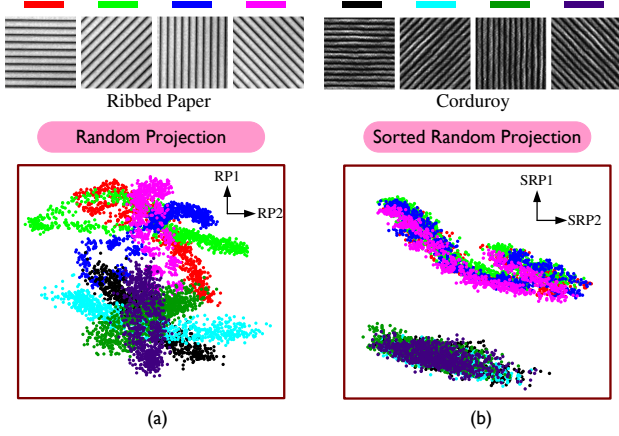 Ribbed Paper
Corduroy
Random Projection
Sorted Random Projection
RP1
RP2
SRP1
SRP2
(a)
(b)